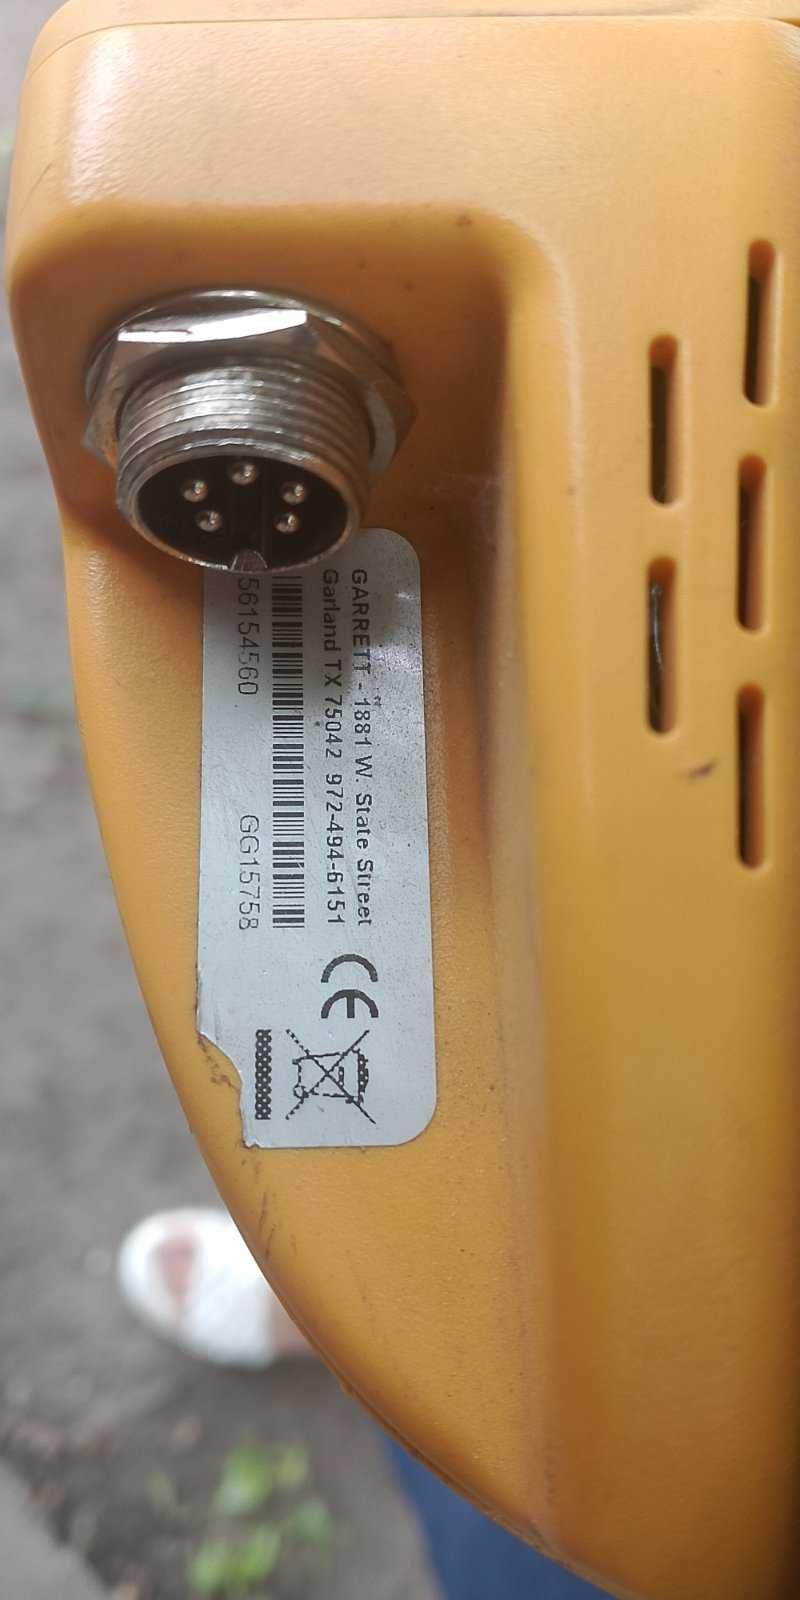 GARRETT - 1881 W. State Street
Garland TX 75042 972-494-6151
CE
56154560 GG15758